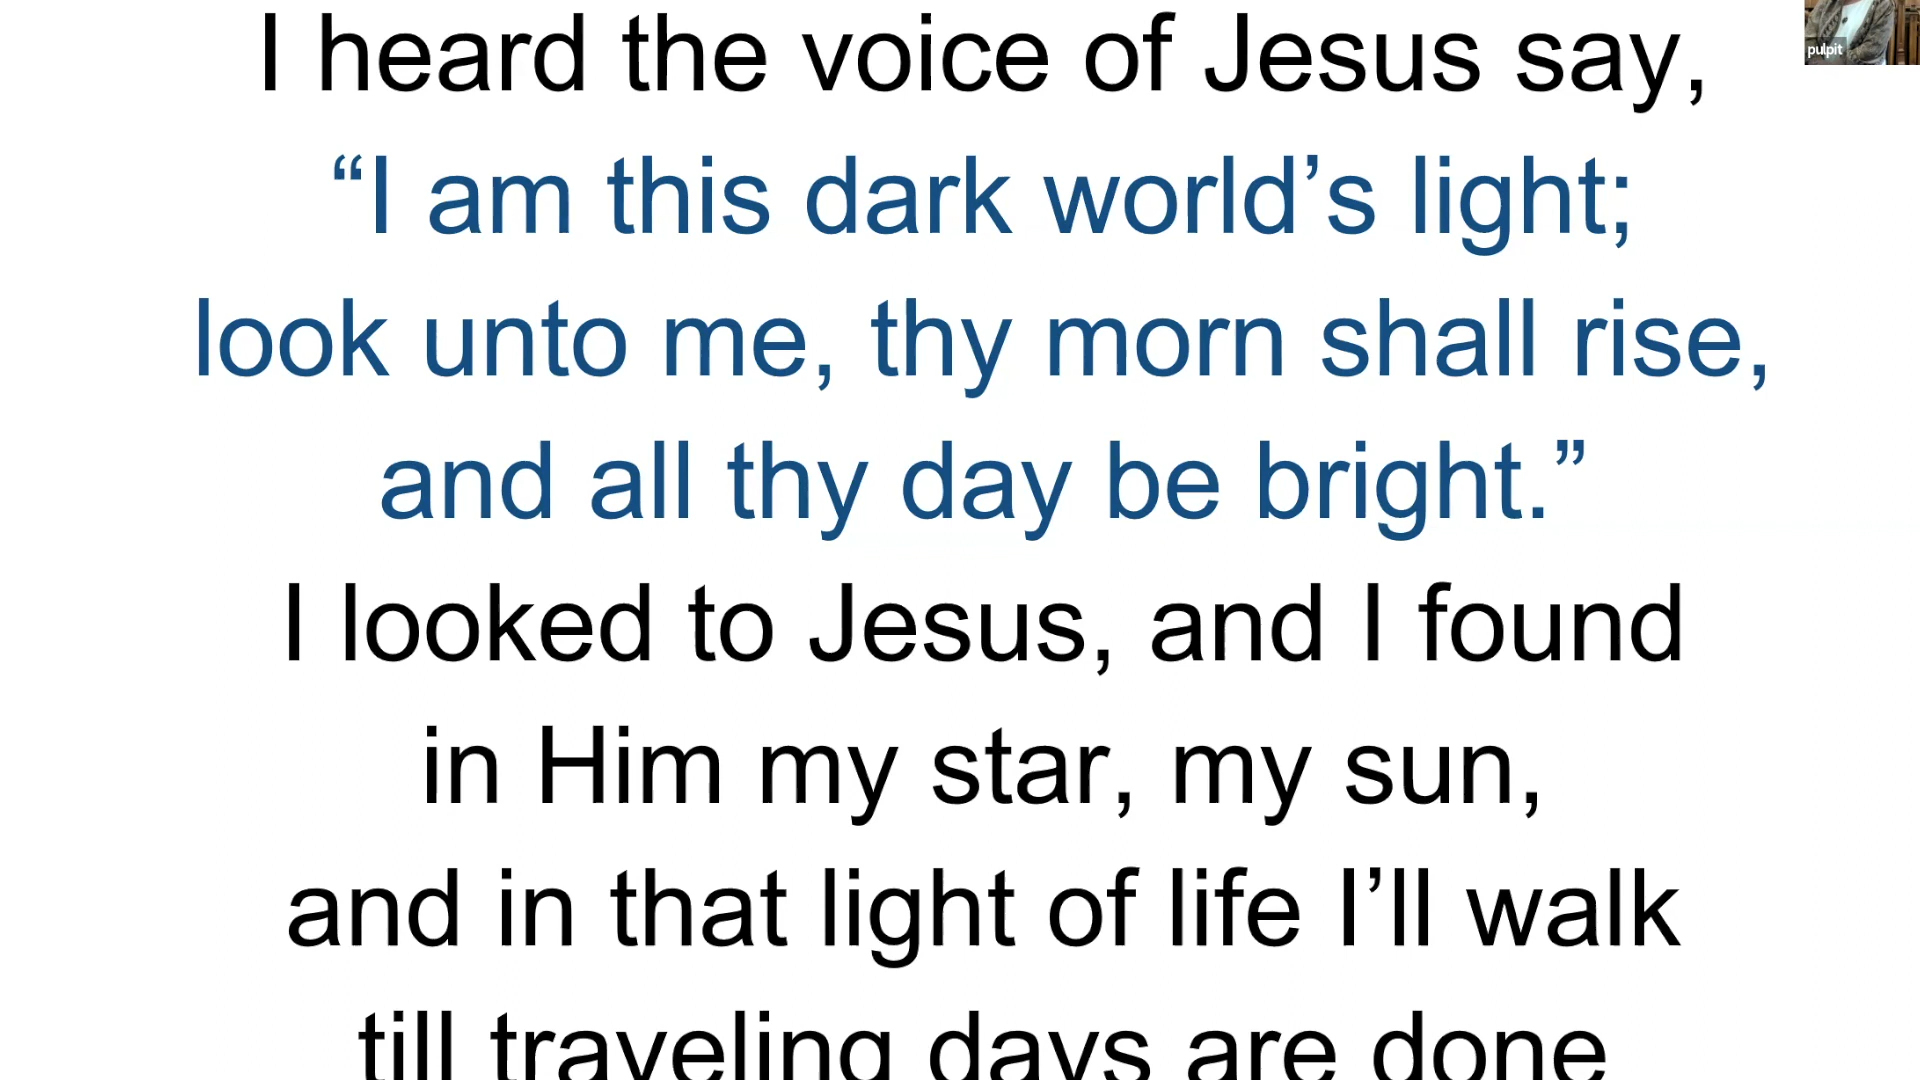 I heard the voice of Jesus say,
“I am this dark world’s light;
look unto me, thy morn shall rise,
and all thy day be bright.”
I looked to Jesus, and I found
in Him my star, my sun,
and in that light of life I’ll walk
till traveling days are done
pulpit